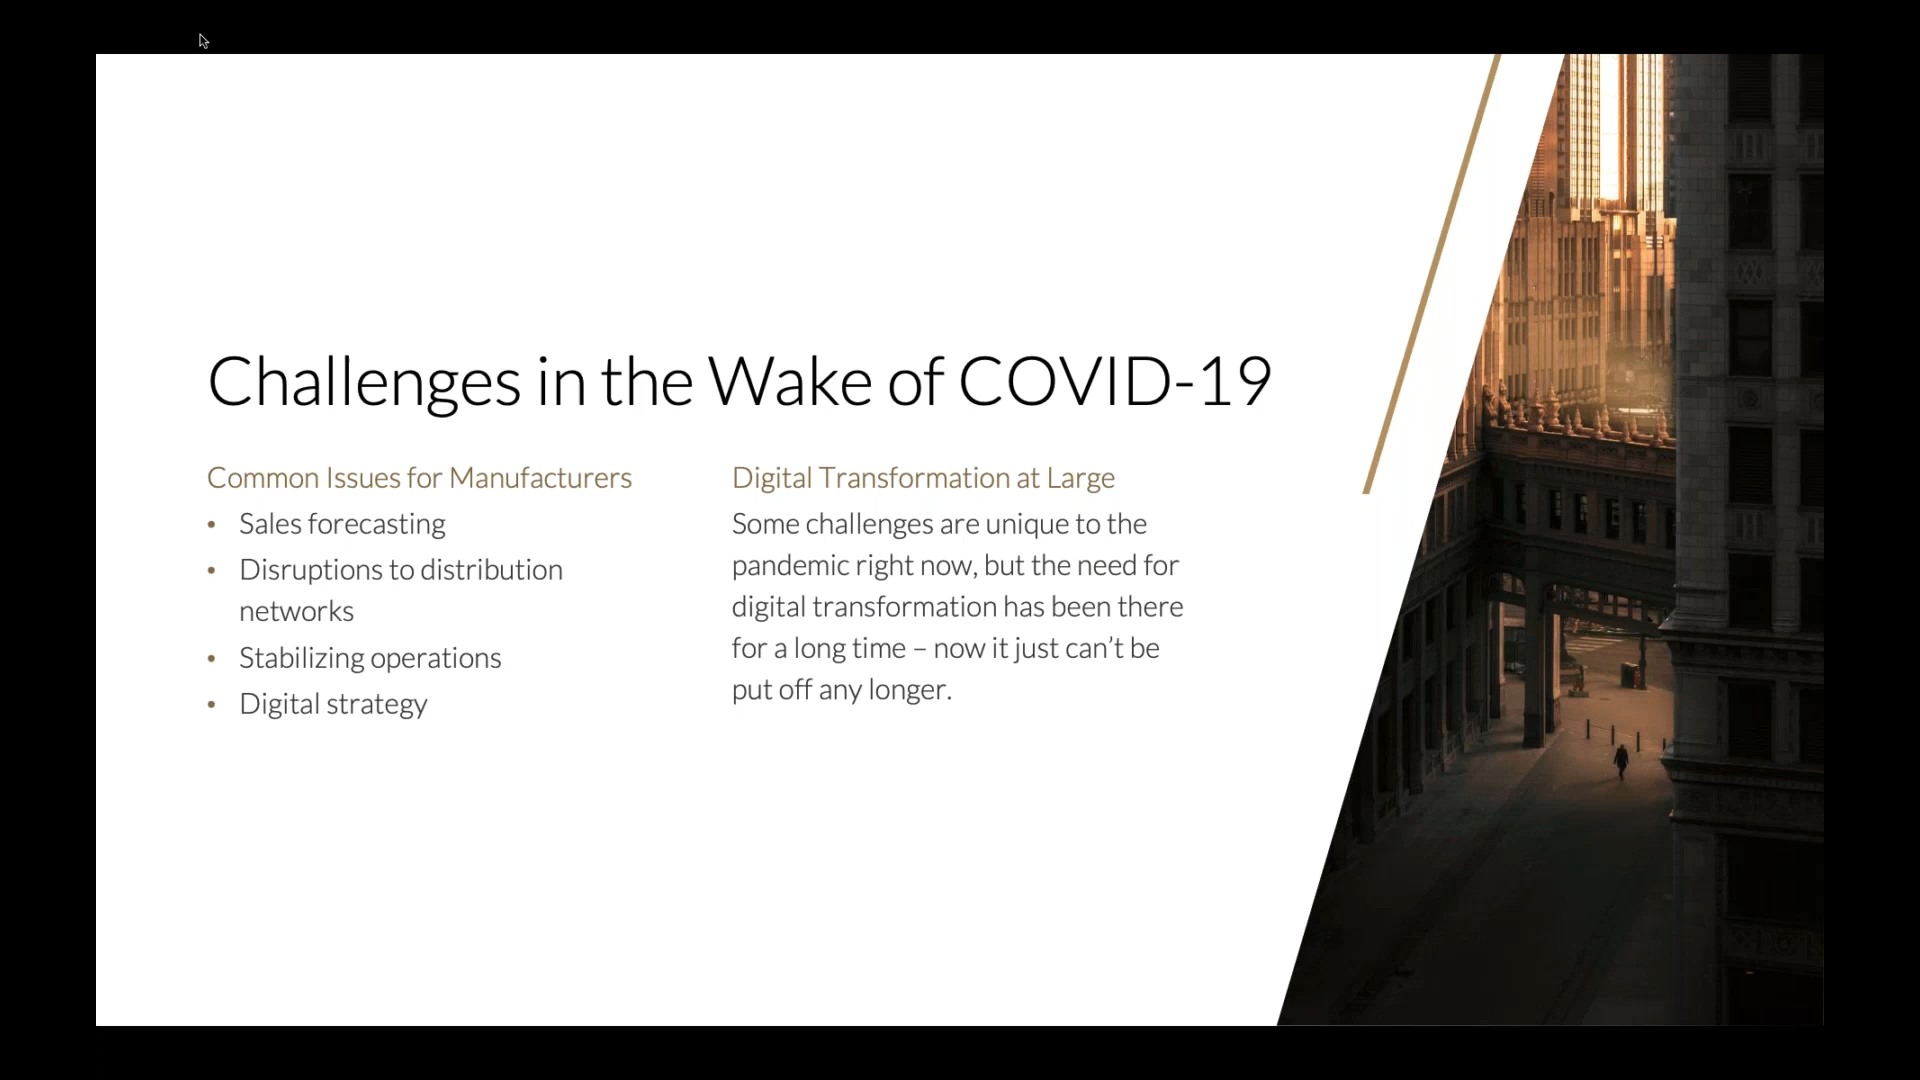 Challenges in the Wake of COVID-19
Common Issues for Manufacturers
• Sales forecasting
• Disruptions to distribution
networks
• Stabilizing operations
• Digital strategy
Digital Transformation at Large
Some challenges are unique to the
pandemic right now, but the need for
digital transformation has been there
for a long time – now it just can’t be
put off any longer.